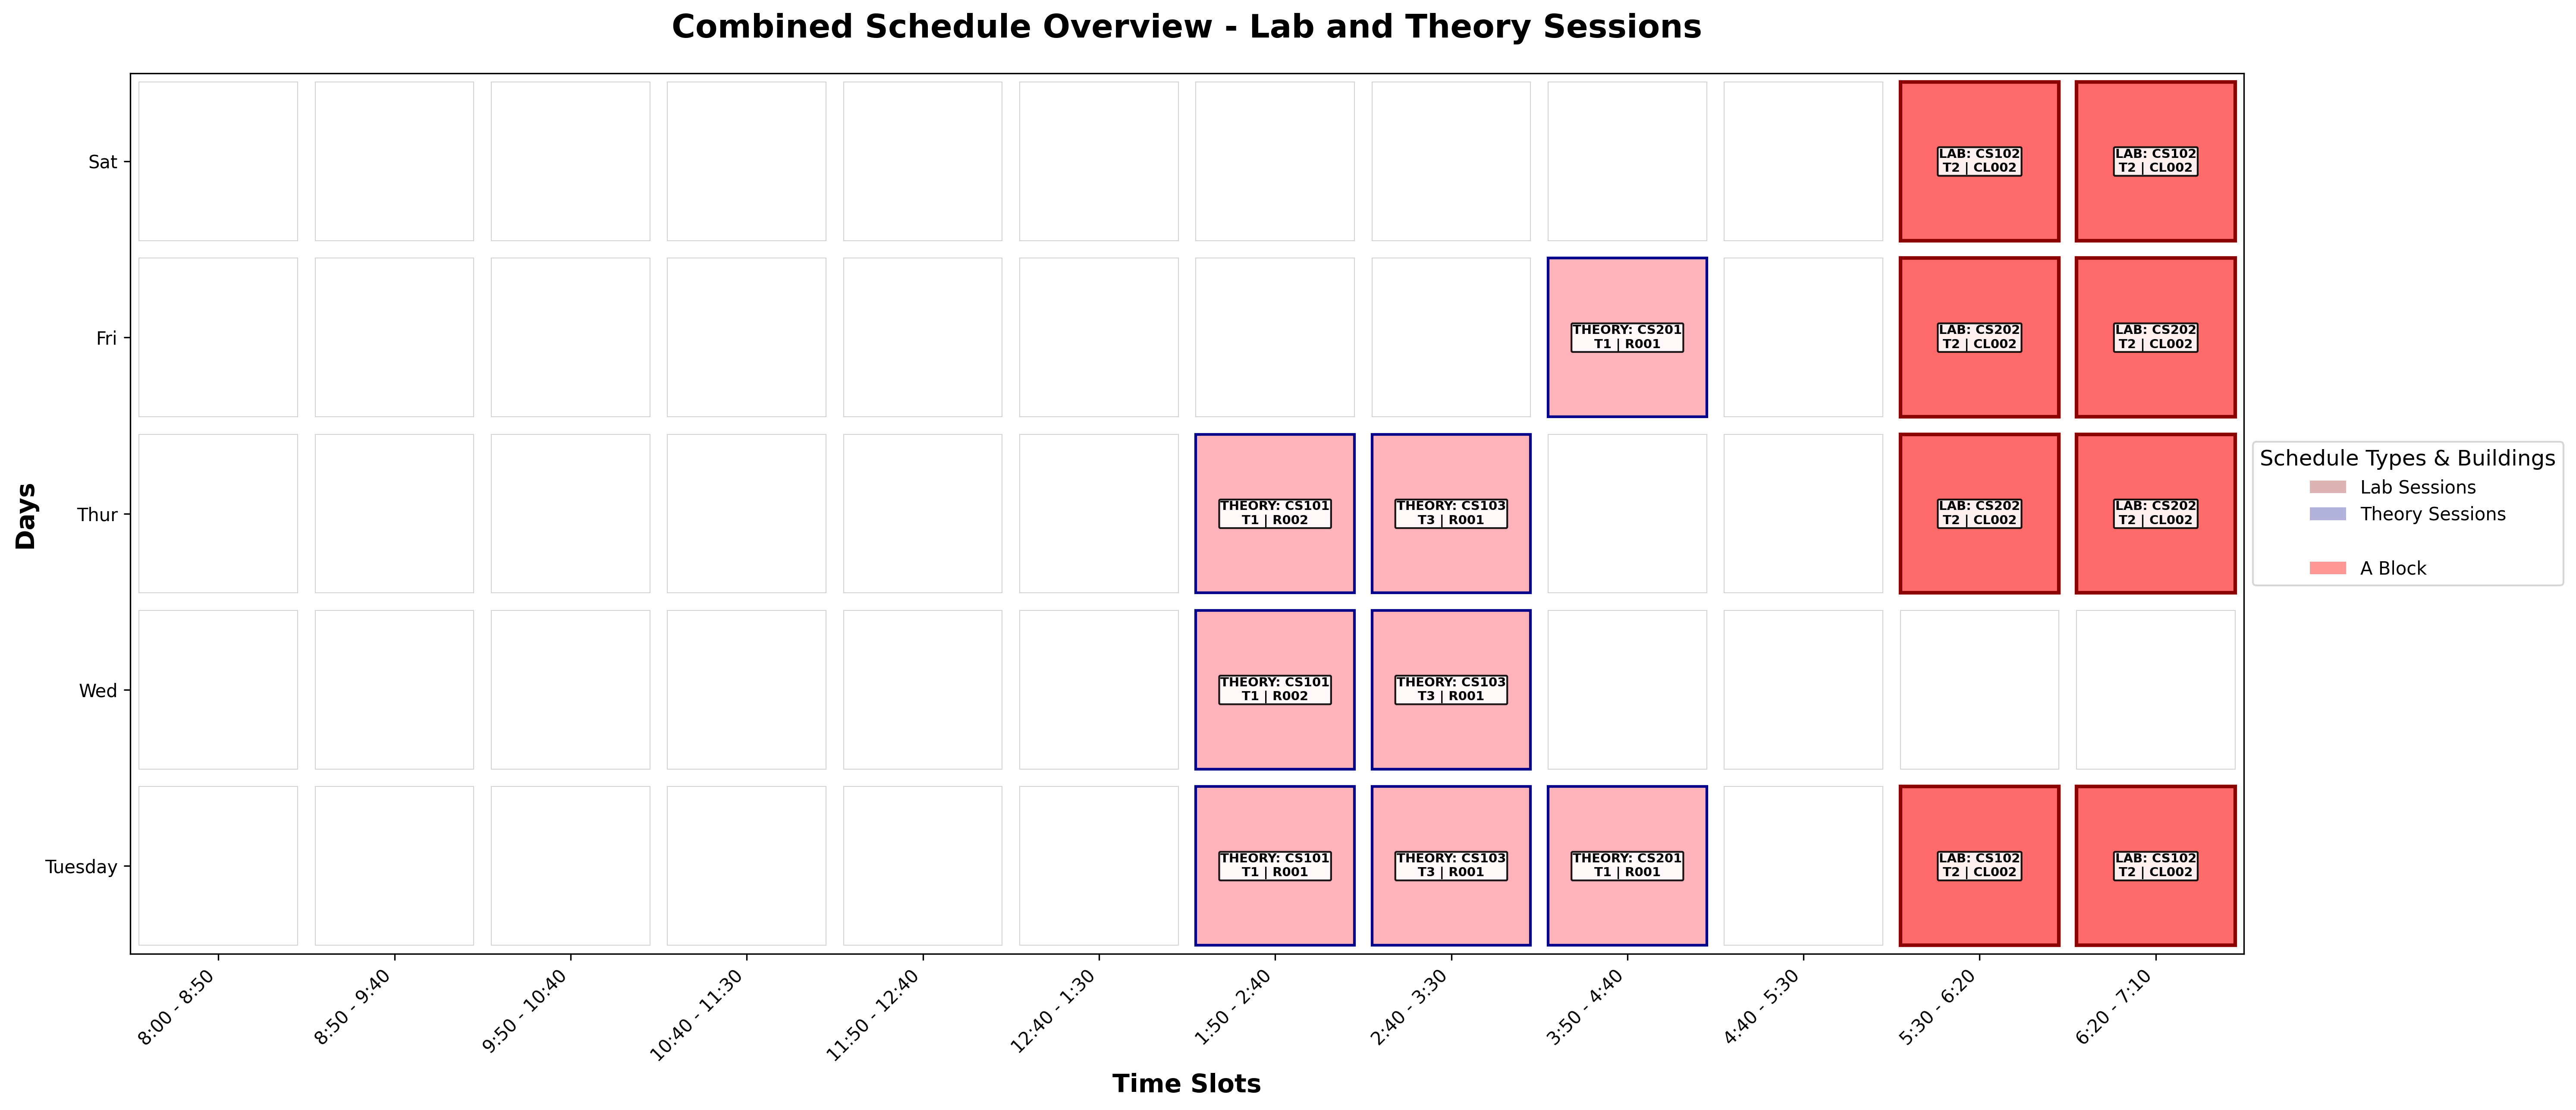 Combined Schedule Overview - Lab and Theory Sessions
Days
Sat
LAB: CS102
T2 | CL002
LAB: CS102
T2 | CL002
Fri
THEORY: CS201
T1 | R001
LAB: CS202
T2 | CL002
LAB: CS202
T2 | CL002
Thur
THEORY: CS101
T1 | R002
THEORY: CS103
T3 | R001
LAB: CS202
T2 | CL002
LAB: CS202
T2 | CL002
Wed
THEORY: CS101
T1 | R002
THEORY: CS103
T3 | R001
Tuesday
THEORY: CS101
T1 | R001
THEORY: CS103
T3 | R001
THEORY: CS201
T1 | R001
LAB: CS102
T2 | CL002
LAB: CS102
T2 | CL002
8:00 - 8:50
8:50 - 9:40
9:50 - 10:40
10:40 - 11:30
11:50 - 12:40
12:40 - 1:30
1:50 - 2:40
2:40 - 3:30
3:50 - 4:40
4:40 - 5:30
5:30 - 6:20
6:20 - 7:10
Time Slots
Schedule Types & Buildings
Lab Sessions
Theory Sessions
A Block